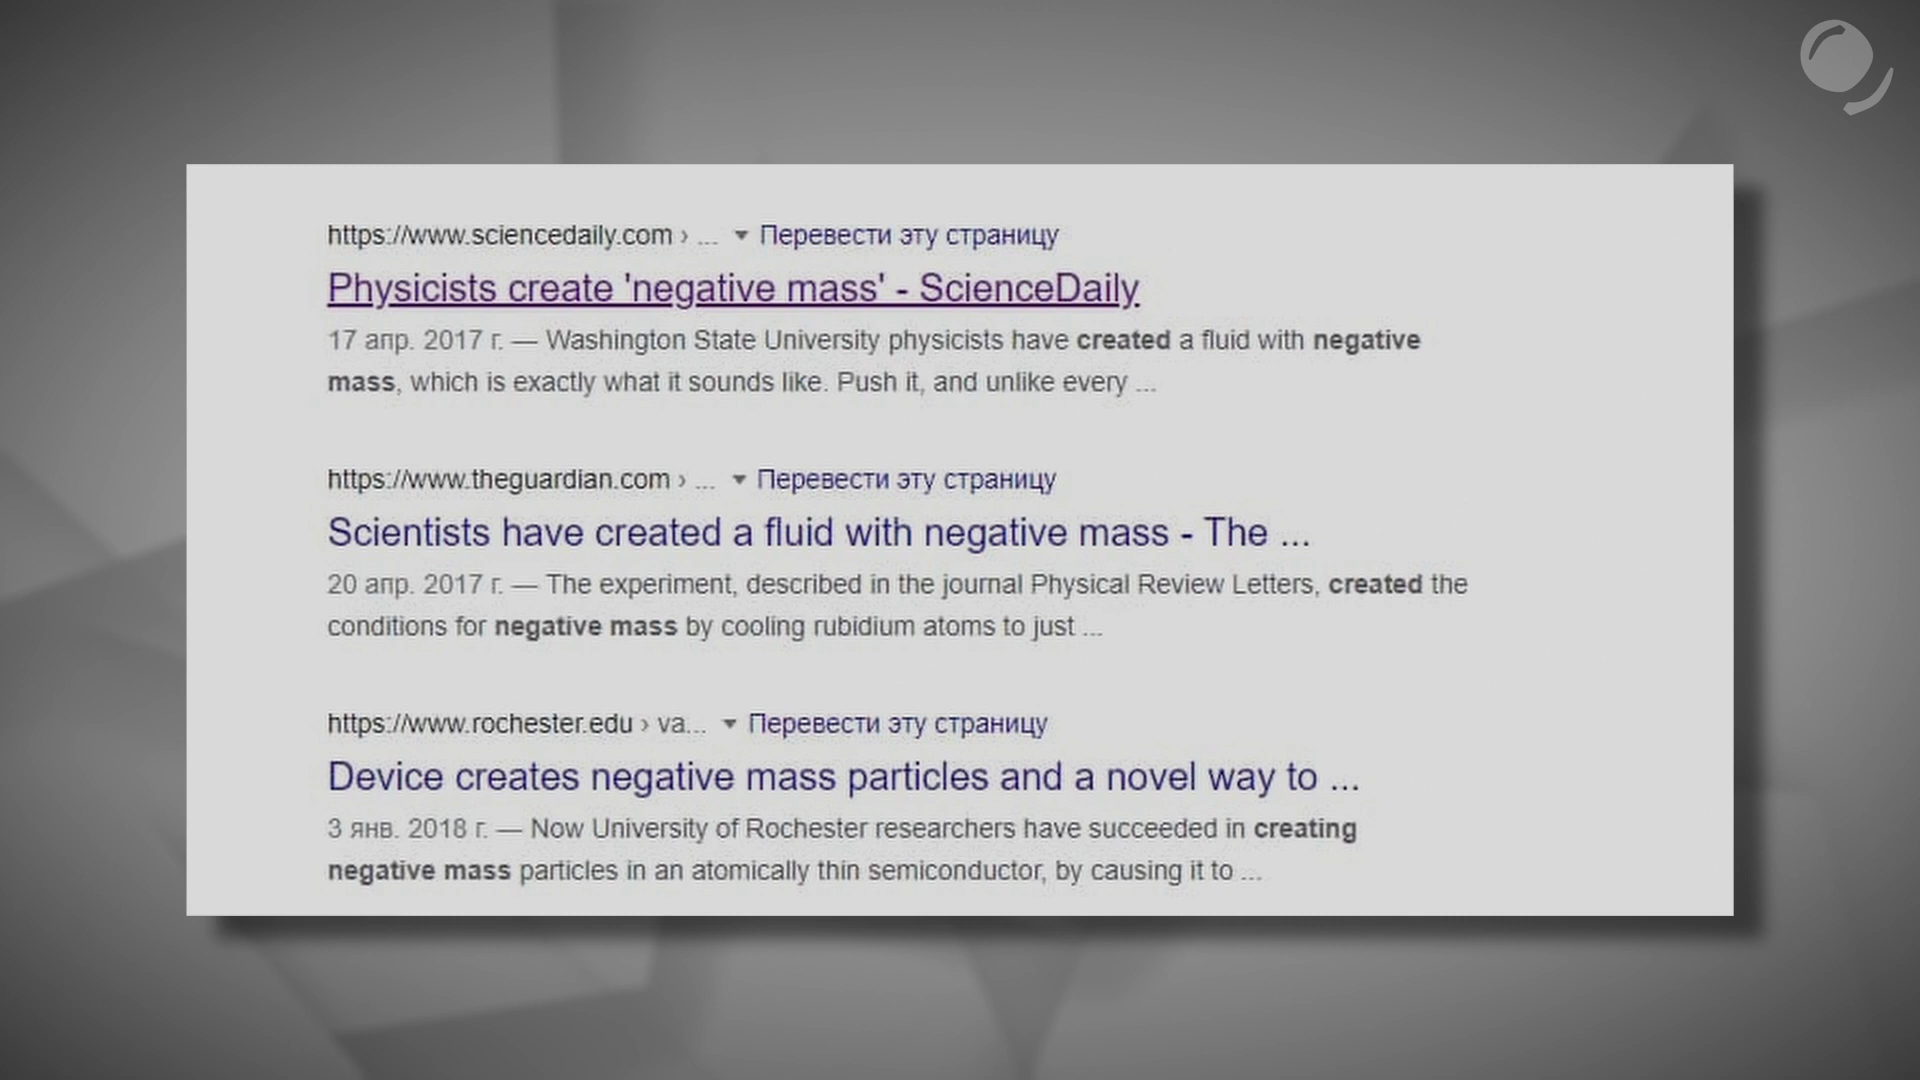 https://www.sciencedaily.com › ... ▼ Перевести эту страницу
Physicists create 'negative mass' - ScienceDaily
17 апр. 2017 г. — Washington State University physicists have created a fluid with negative
mass, which is exactly what it sounds like. Push it, and unlike every ...
https://www.theguardian.com › ... ▼ Перевести эту страницу
Scientists have created a fluid with negative mass - The ...
20 апр. 2017 г. — The experiment, described in the journal Physical Review Letters, created the
conditions for negative mass by cooling rubidium atoms to just ...
https://www.rochester.edu › va... ▼ Перевести эту страницу
Device creates negative mass particles and a novel way to ...
3 янв. 2018 г. — Now University of Rochester researchers have succeeded in creating
negative mass particles in an atomically thin semiconductor, by causing it to ...